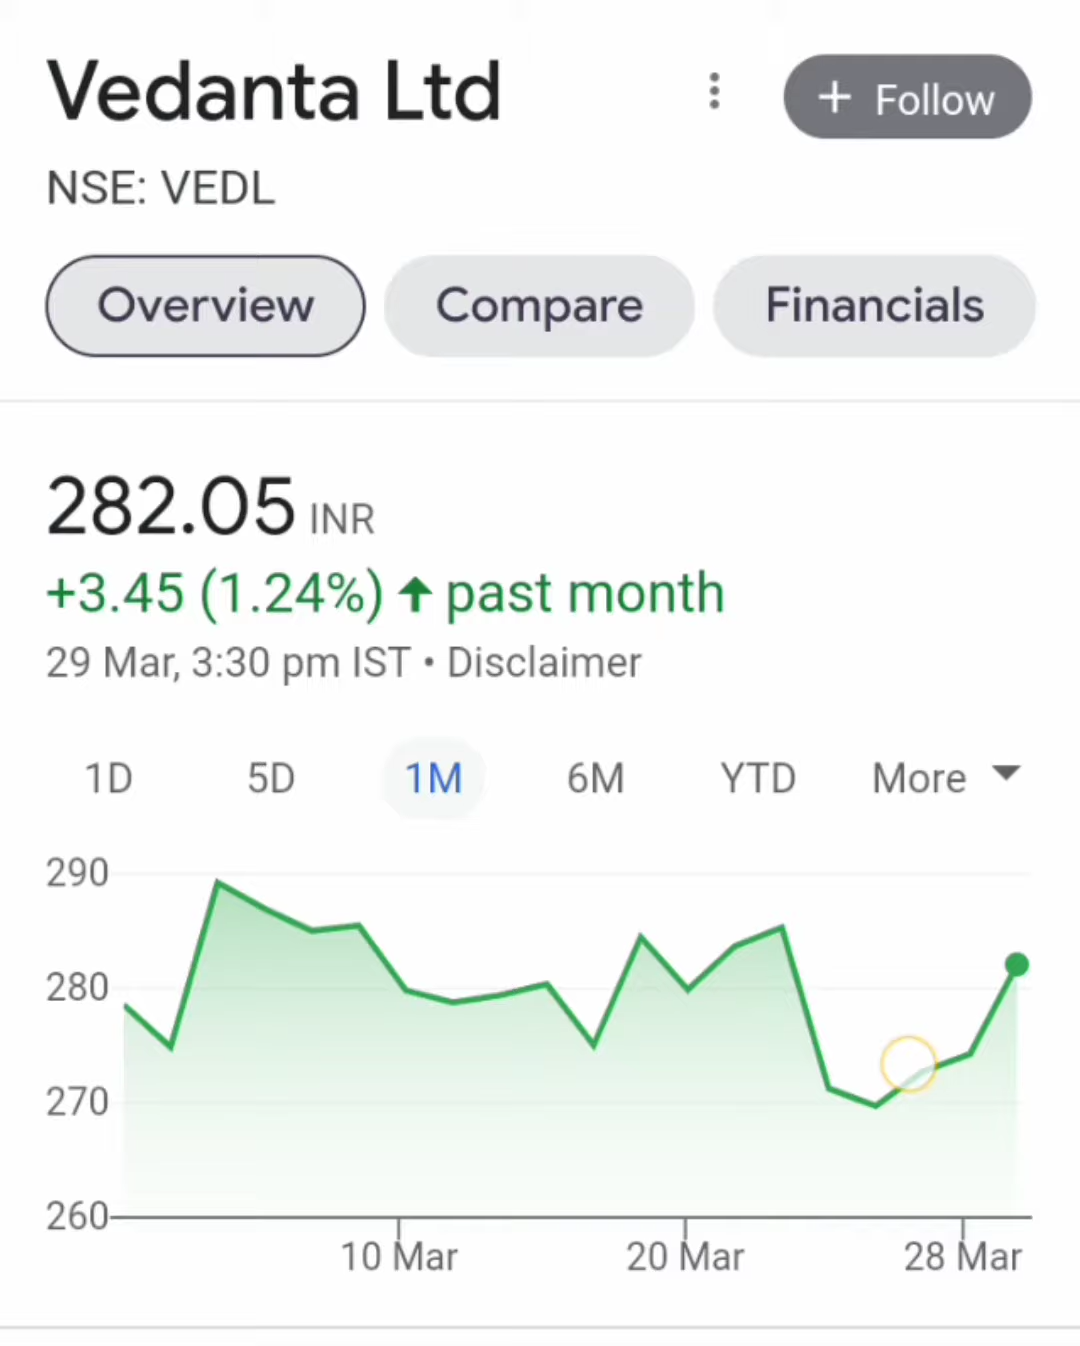 Vedanta Ltd
+ Follow
NSE: VEDL
Overview Compare Financials
282.05 INR
+3.45 (1.24%) ↑ past month
29 Mar, 3:30 pm IST • Disclaimer
1D 5D 1M 6M YTD More
290
280
270
260
10 Mar 20 Mar 28 Mar